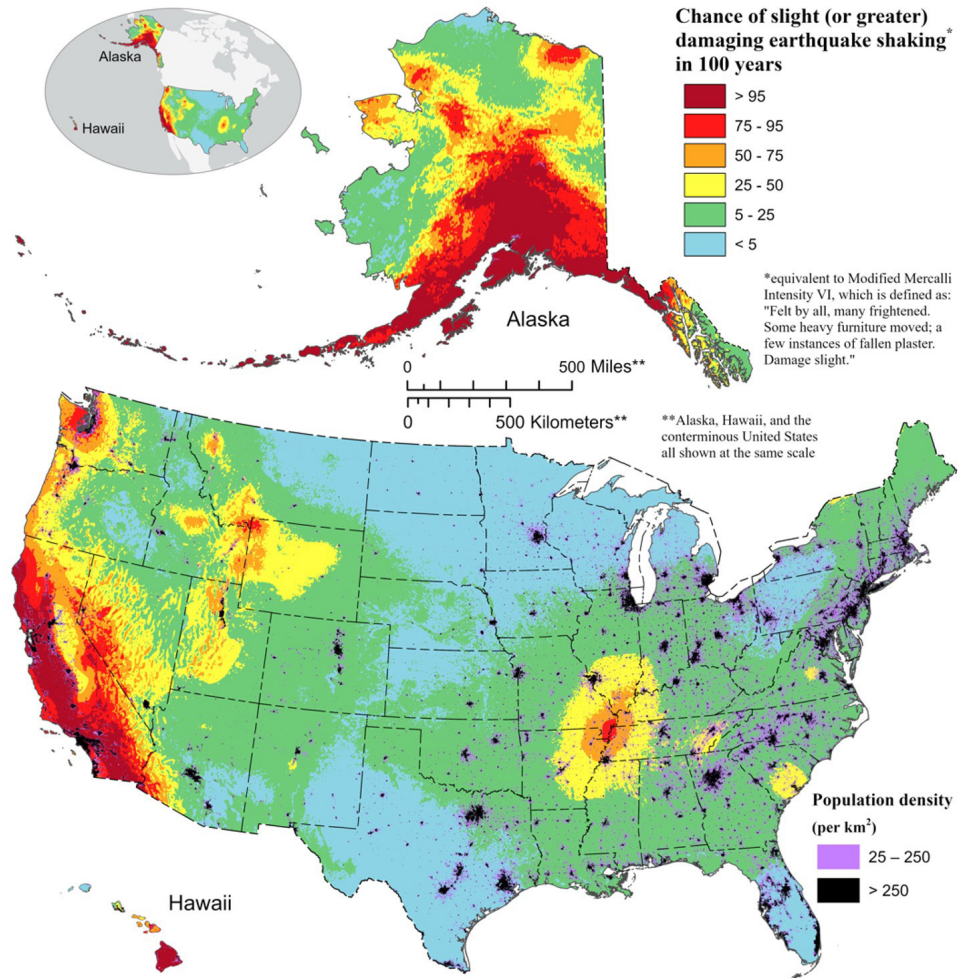 Alaska
Hawaii
Chance of slight (or greater)
damaging earthquake shaking*
in 100 years
> 95
75 - 95
50 - 75
25 - 50
5 - 25
< 5
*equivalent to Modified Mercalli
Intensity VI, which is defined as:
"Felt by all, many frightened.
Some heavy furniture moved; a
few instances of fallen plaster.
Damage slight."
Alaska
0 500 Miles**
0 500 Kilometers**
**Alaska, Hawaii, and the
conterminous United States
all shown at the same scale
Population density
(per km²)
25 – 250
> 250
Hawaii